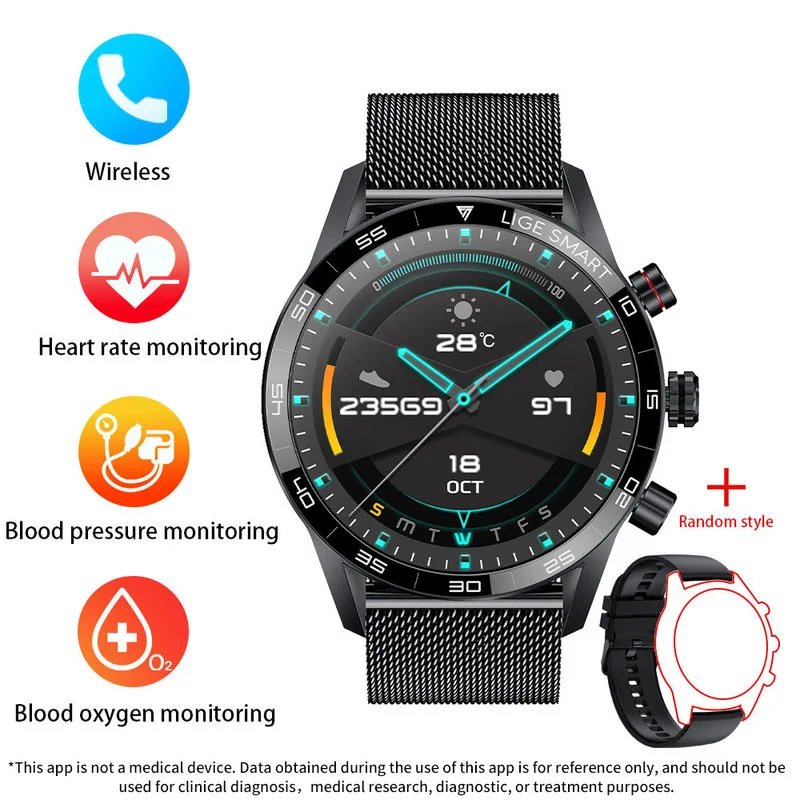 Wireless
Heart rate monitoring
Blood pressure monitoring
O2
Blood oxygen monitoring
LIGE SMART
55
50
45
40
35
30
25
20
15
10
0
100
28°C
23569
97
18
OCT
S M T W T F S
+
Random style
*This app is not a medical device. Data obtained during the use of this app is for reference only, and should not be
used for clinical diagnosis，medical research, diagnostic, or treatment purposes.